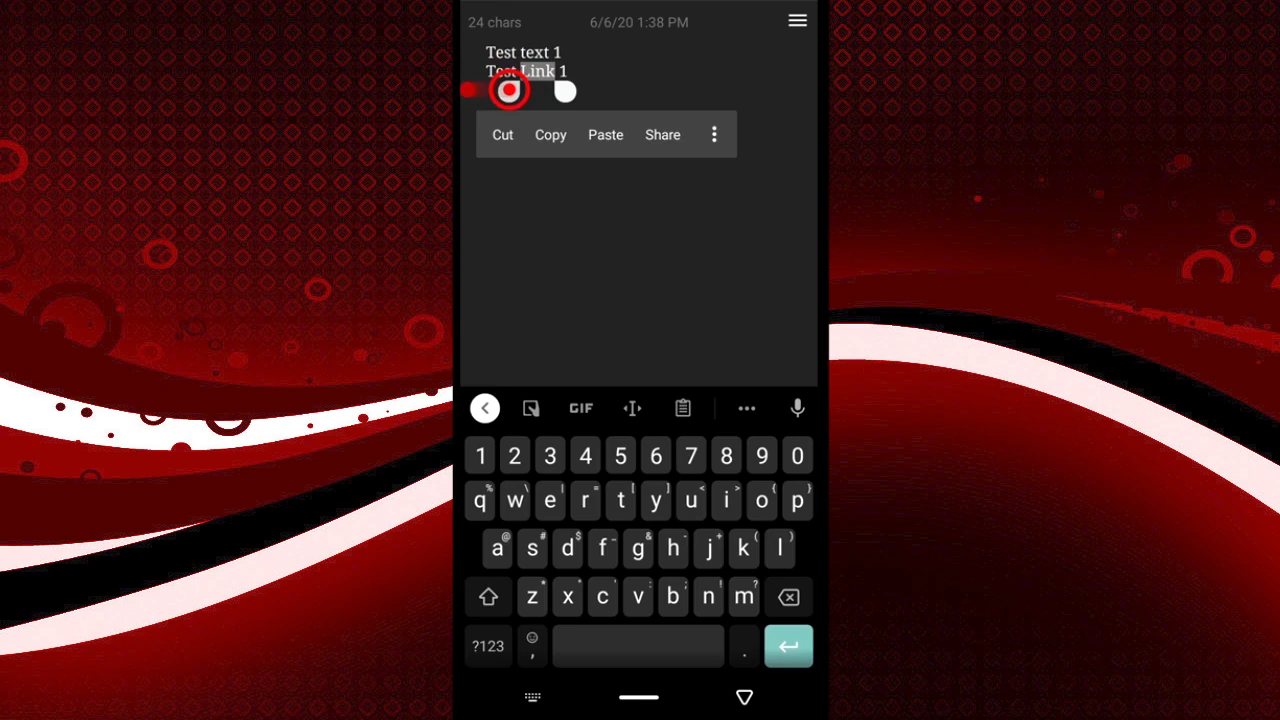 24 chars 6/6/20 1:38 PM
Test text 1
Test Link 1
Cut Copy Paste Share
GIF
1 2 3 4 5 6 7 8 9 0
q% w\ e| r= t[ y] u< i> o{ p}
a@ s# d$ f_ g& h- j+ k( l)
z* x" c' v: b; n! m?
?123 , .